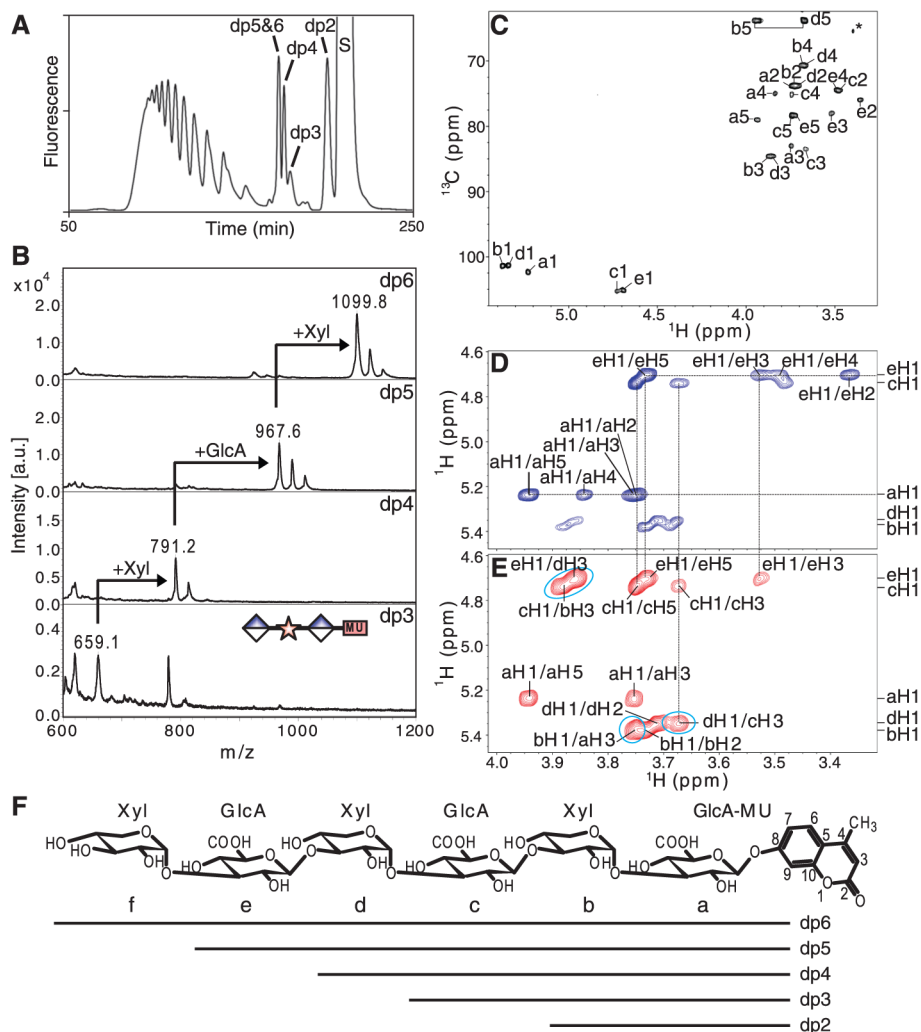 A
Fluorescence
dp5&6
dp4
dp3
dp2
S
50
Time (min)
250
B
x10⁴
Intensity [a.u.]
dp6
2.0
1.0
0.0
1099.8
+Xyl
dp5
2.0
1.0
0.0
967.6
+GlcA
dp4
1.5
1.0
0.5
0.0
791.2
+Xyl
dp3
0.4
0.2
0.0
659.1
MU
600
800
1000
1200
m/z
C
¹³C (ppm)
70
80
90
100
b5
d5
*
b4
d4
a2
b2
d2
e4
c2
a4
c4
e2
a5
c5
e5
e3
b3
d3
a3
c3
b1
d1
a1
c1
e1
5.0
4.5
4.0
3.5
¹H (ppm)
D
¹H (ppm)
4.6
4.8
5.0
5.2
5.4
eH1/eH5
eH1/eH3
eH1/eH4
eH1/eH2
aH1/aH2
aH1/aH3
aH1/aH5
aH1/aH4
eH1
cH1
aH1
dH1
bH1
E
¹H (ppm)
4.6
4.8
5.0
5.2
5.4
eH1/dH3
eH1/eH5
eH1/eH3
cH1/bH3
cH1/cH5
cH1/cH3
aH1/aH5
aH1/aH3
dH1/dH2
dH1/cH3
bH1/aH3
bH1/bH2
eH1
cH1
aH1
dH1
bH1
4.0
3.9
3.8
3.7
3.6
3.5
3.4
¹H (ppm)
F
Xyl
GlcA
Xyl
GlcA
Xyl
GlcA-MU
HO
HO
OH
O
O
COOH
O
O
OH
O
OH
O
O
COOH
O
O
OH
O
OH
O
O
COOH
O
O
OH
O
O
CH₃
1
2
3
4
5
6
7
8
9
10
f
e
d
c
b
a
dp6
dp5
dp4
dp3
dp2